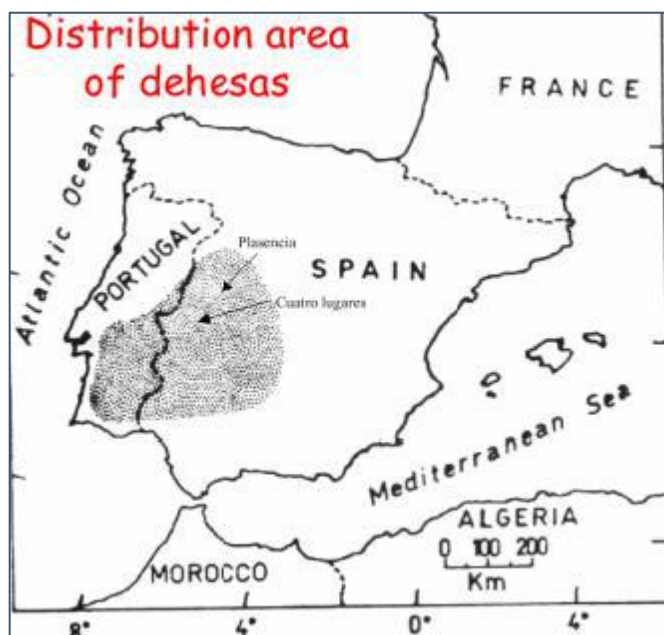 Distribution area
of dehesas
FRANCE
Atlantic Ocean
PORTUGAL
Plasencia
SPAIN
Cuatro lugares
Mediterranean Sea
ALGERIA
0 100 200
Km
MOROCCO
8° 4° 0° 4°